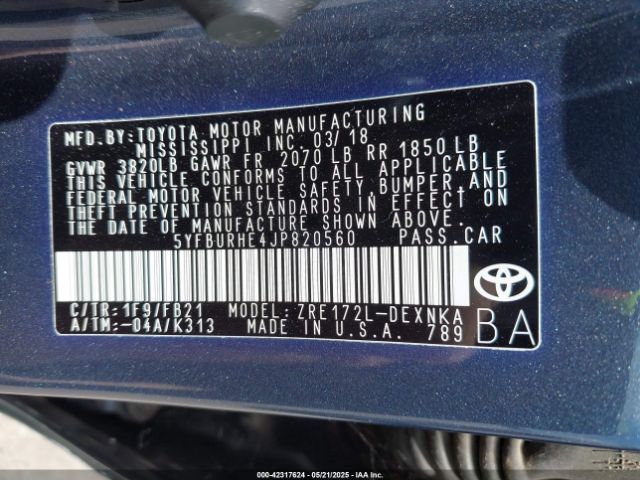 MFD.BY:TOYOTA MOTOR MANUFACTURING
MISSISSIPPI INC. 03/18
GVWR 3820LB GAWR FR 2070 LB RR 1850 LB
THIS VEHICLE CONFORMS TO ALL APPLICABLE
FEDERAL MOTOR VEHICLE SAFETY,BUMPER,AND
THEFT PREVENTION STANDARDS IN EFFECT ON
THE DATE OF MANUFACTURE SHOWN ABOVE.
5YFBURHE4JP820560 PASS.CAR
C/TR:1F9/FB21 MODEL:ZRE172L-DEXNKA
A/TM:-04A/K313 MADE IN U.S.A. 789
BA
000-42317624 - 05/21/2025 - IAAI.COM